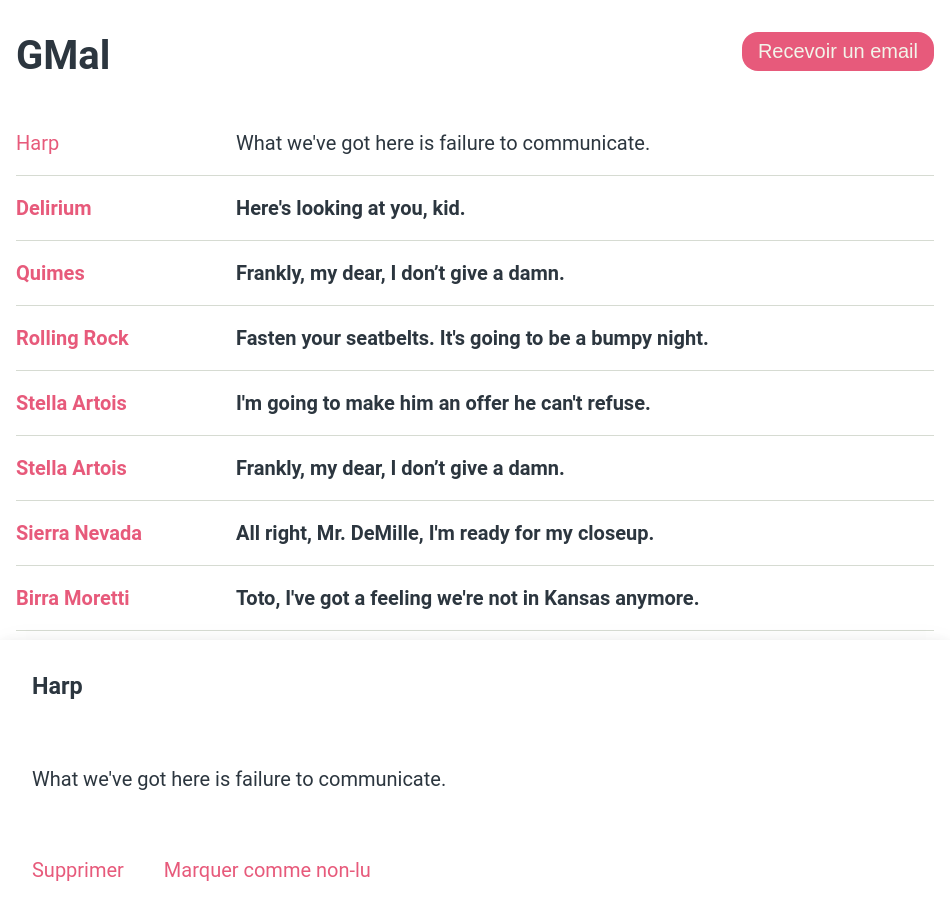 GMal
Recevoir un email
Harp What we've got here is failure to communicate.
Delirium Here's looking at you, kid.
Quimes Frankly, my dear, I don’t give a damn.
Rolling Rock Fasten your seatbelts. It's going to be a bumpy night.
Stella Artois I'm going to make him an offer he can't refuse.
Stella Artois Frankly, my dear, I don’t give a damn.
Sierra Nevada All right, Mr. DeMille, I'm ready for my closeup.
Birra Moretti Toto, I've got a feeling we're not in Kansas anymore.
Harp
What we've got here is failure to communicate.
Supprimer Marquer comme non-lu